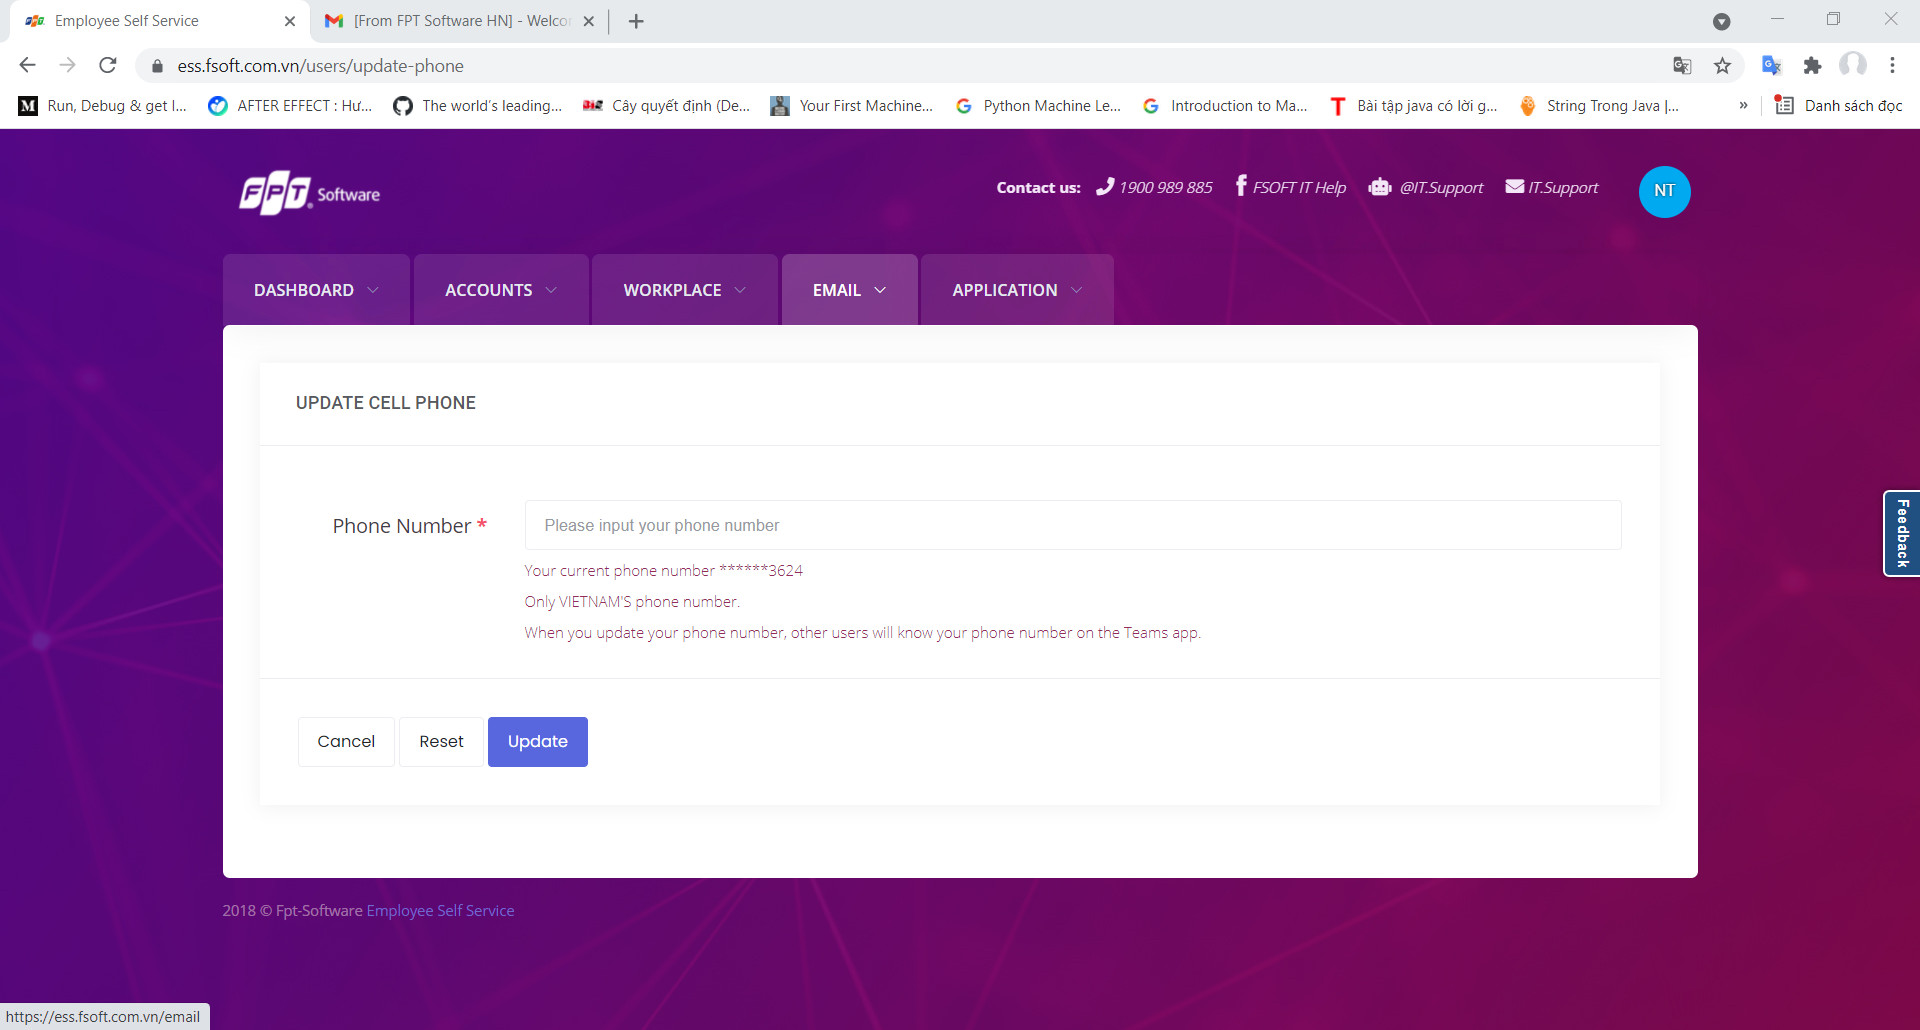 Employee Self Service
[From FPT Software HN] - Welco
ess.fsoft.com.vn/users/update-phone
Run, Debug & get I...
AFTER EFFECT : Hư...
The world's leading...
Cây quyết định (De...
Your First Machine...
Python Machine Le...
Introduction to Ma...
Bài tập java có lời g...
String Trong Java |...
»
Danh sách đọc
FPT Software
Contact us: 1900 989 885 FSOFT IT Help @IT.Support IT.Support
NT
DASHBOARD
ACCOUNTS
WORKPLACE
EMAIL
APPLICATION
UPDATE CELL PHONE
Phone Number *
Please input your phone number
Your current phone number ******3624
Only VIETNAM'S phone number.
When you update your phone number, other users will know your phone number on the Teams app.
Cancel
Reset
Update
Feedback
2018 © Fpt-Software Employee Self Service
https://ess.fsoft.com.vn/email